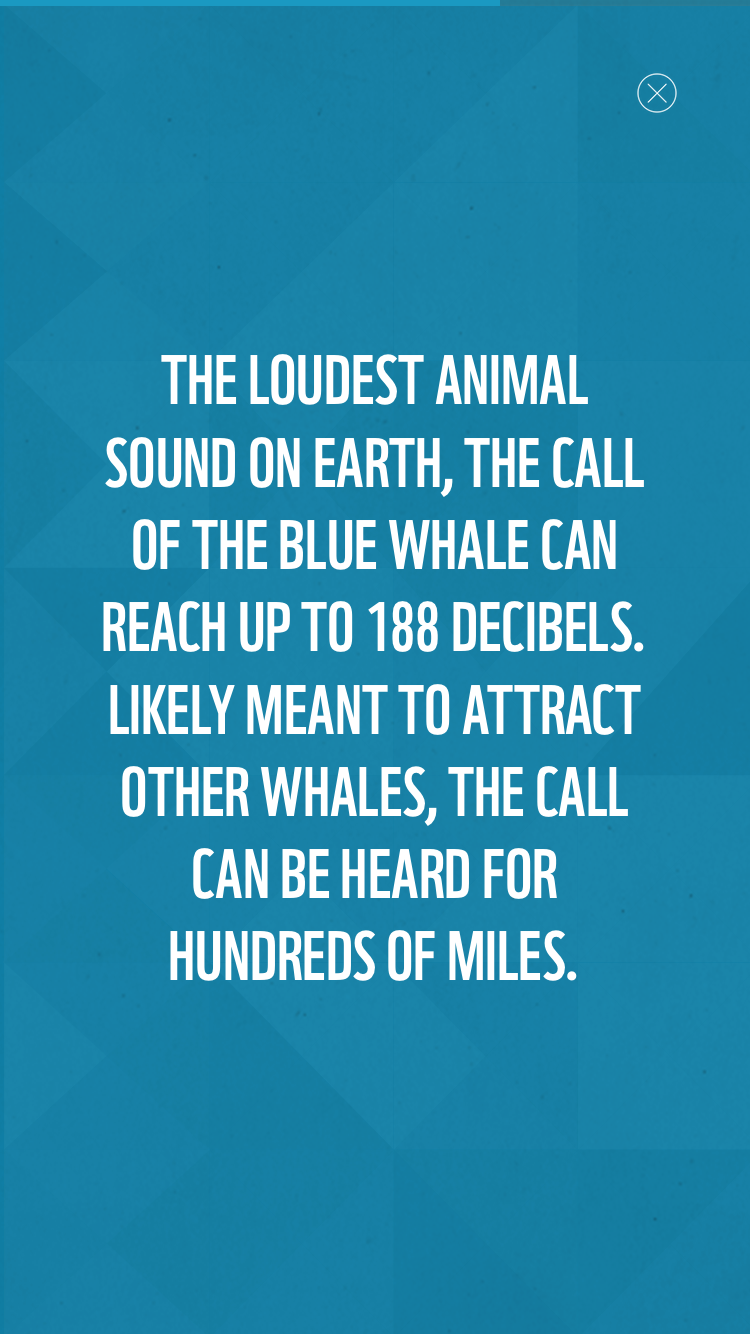 THE LOUDEST ANIMAL
SOUND ON EARTH, THE CALL
OF THE BLUE WHALE CAN
REACH UP TO 188 DECIBELS.
LIKELY MEANT TO ATTRACT
OTHER WHALES, THE CALL
CAN BE HEARD FOR
HUNDREDS OF MILES.